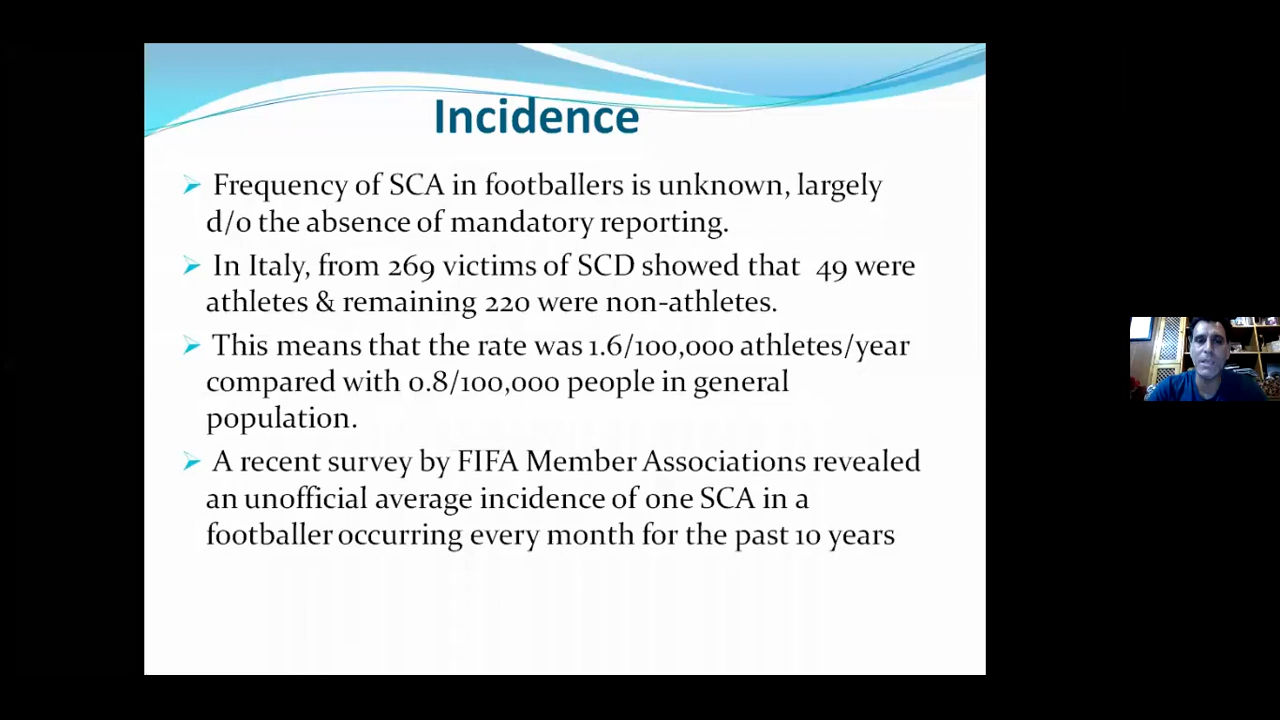 Incidence
Frequency of SCA in footballers is unknown, largely
d/o the absence of mandatory reporting.
In Italy, from 269 victims of SCD showed that 49 were
athletes & remaining 220 were non-athletes.
This means that the rate was 1.6/100,000 athletes/year
compared with 0.8/100,000 people in general
population.
A recent survey by FIFA Member Associations revealed
an unofficial average incidence of one SCA in a
footballer occurring every month for the past 10 years